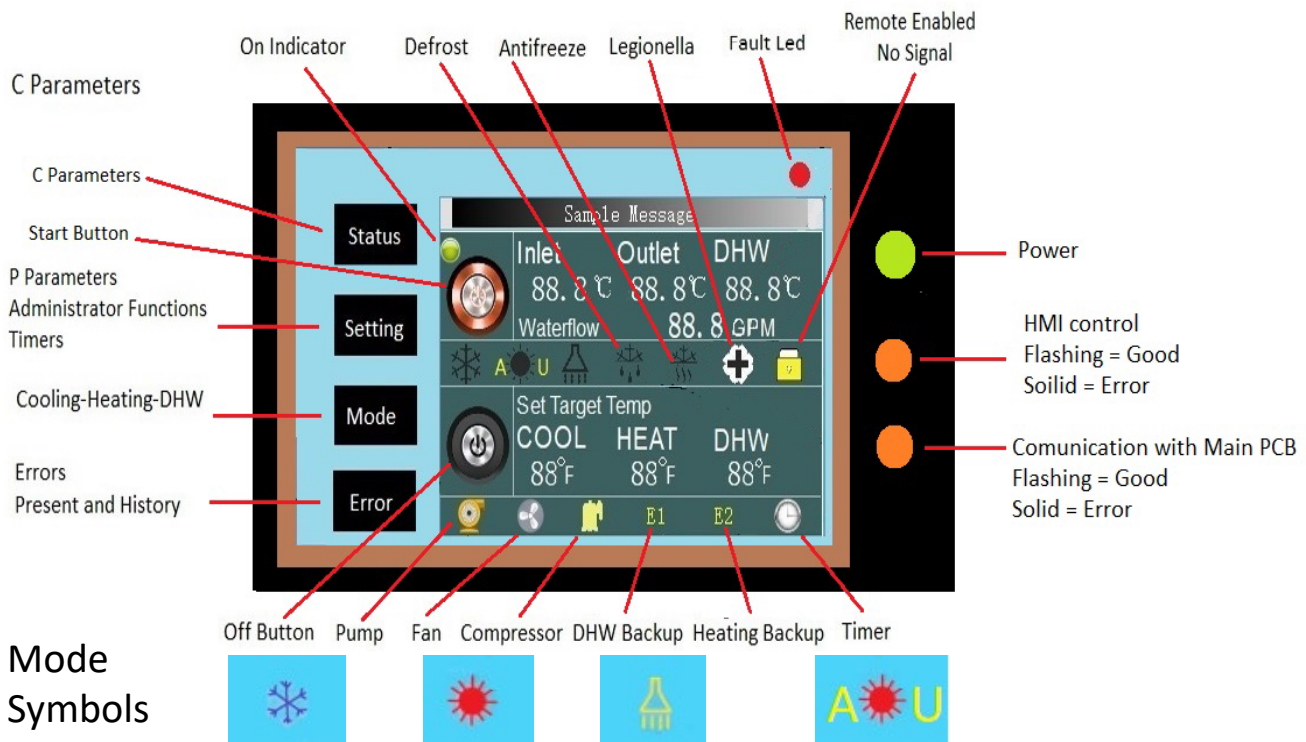 Remote Enabled
No Signal
On Indicator
Defrost
Antifreeze
Legionella
Fault Led
C Parameters
C Parameters
Start Button
P Parameters
Administrator Functions
Timers
Cooling-Heating-DHW
Errors
Present and History
Status
Setting
Mode
Error
Sample Message
Inlet Outlet DHW
88.8℃ 88.8℃ 88.8℃
Waterflow 88.8 GPM
A U
Set Target Temp
COOL HEAT DHW
88°F 88°F 88°F
E1 E2
Power
HMI control
Flashing = Good
Soilid = Error
Comunication with Main PCB
Flashing = Good
Solid = Error
Off Button
Pump
Fan
Compressor
DHW Backup
Heating Backup
Timer
Mode
Symbols
A U